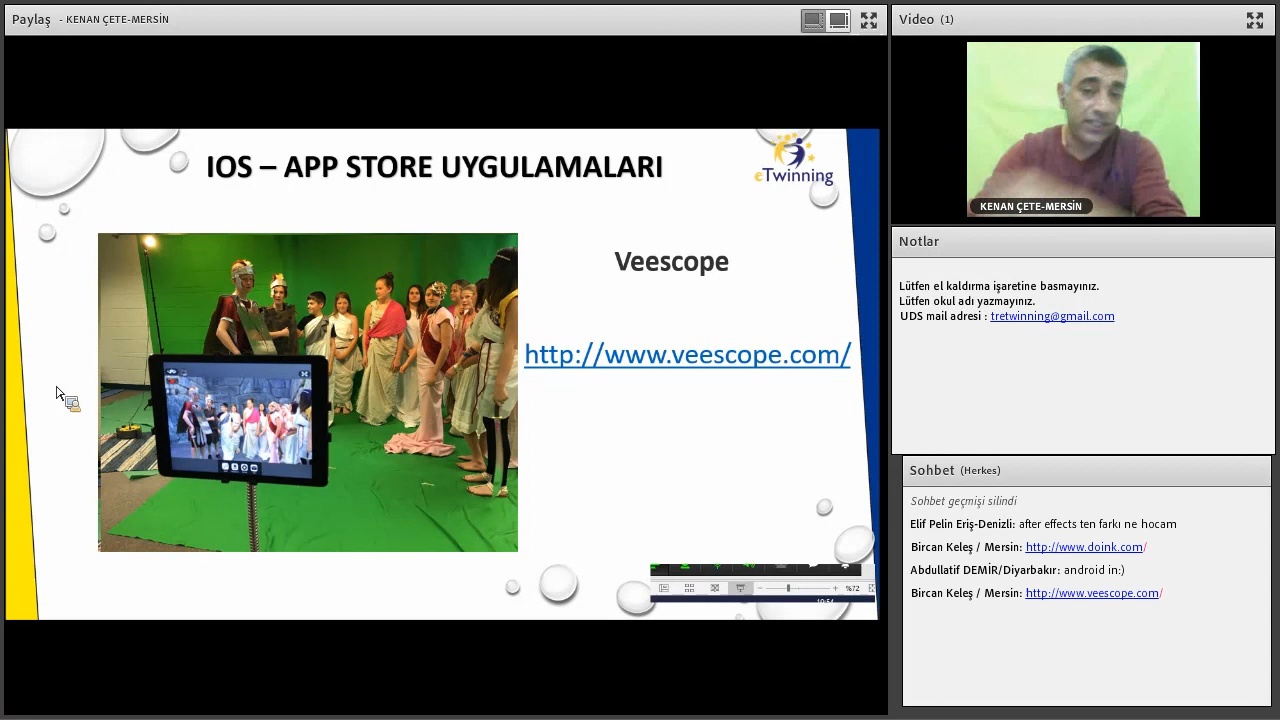 Paylaş - KENAN ÇETE-MERSİN
IOS – APP STORE UYGULAMALARI
eTwinning
Veescope
http://www.veescope.com/
%72
Video (1)
KENAN ÇETE-MERSİN
Notlar
Lütfen el kaldırma işaretine basmayınız.
Lütfen okul adı yazmayınız.
UDS mail adresi : tretwinning@gmail.com
Sohbet (Herkes)
Sohbet geçmişi silindi
Elif Pelin Eriş-Denizli: after effects ten farkı ne hocam
Bircan Keleş / Mersin: http://www.doink.com/
Abdullatif DEMİR/Diyarbakır: android in:)
Bircan Keleş / Mersin: http://www.veescope.com/